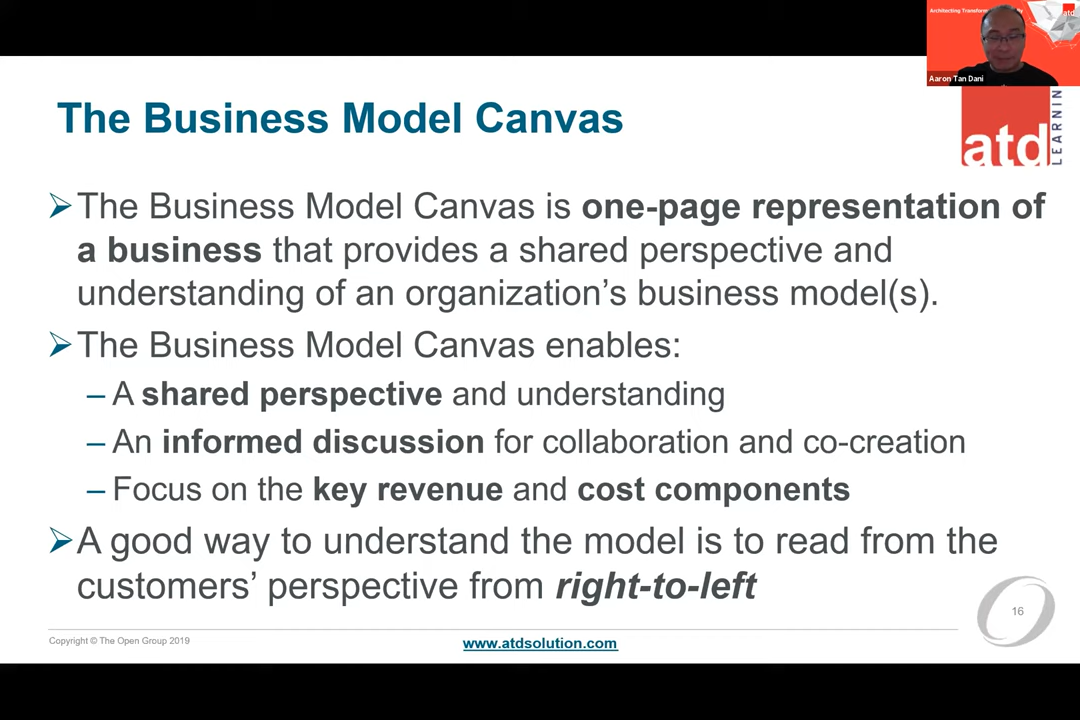 Architecting Transfor
atd
Aaron Tan Dani
The Business Model Canvas
atd
LEARNIN
The Business Model Canvas is one-page representation of
a business that provides a shared perspective and
understanding of an organization's business model(s).
The Business Model Canvas enables:
– A shared perspective and understanding
– An informed discussion for collaboration and co-creation
– Focus on the key revenue and cost components
A good way to understand the model is to read from the
customers' perspective from right-to-left
16
Copyright © The Open Group 2019
www.atdsolution.com